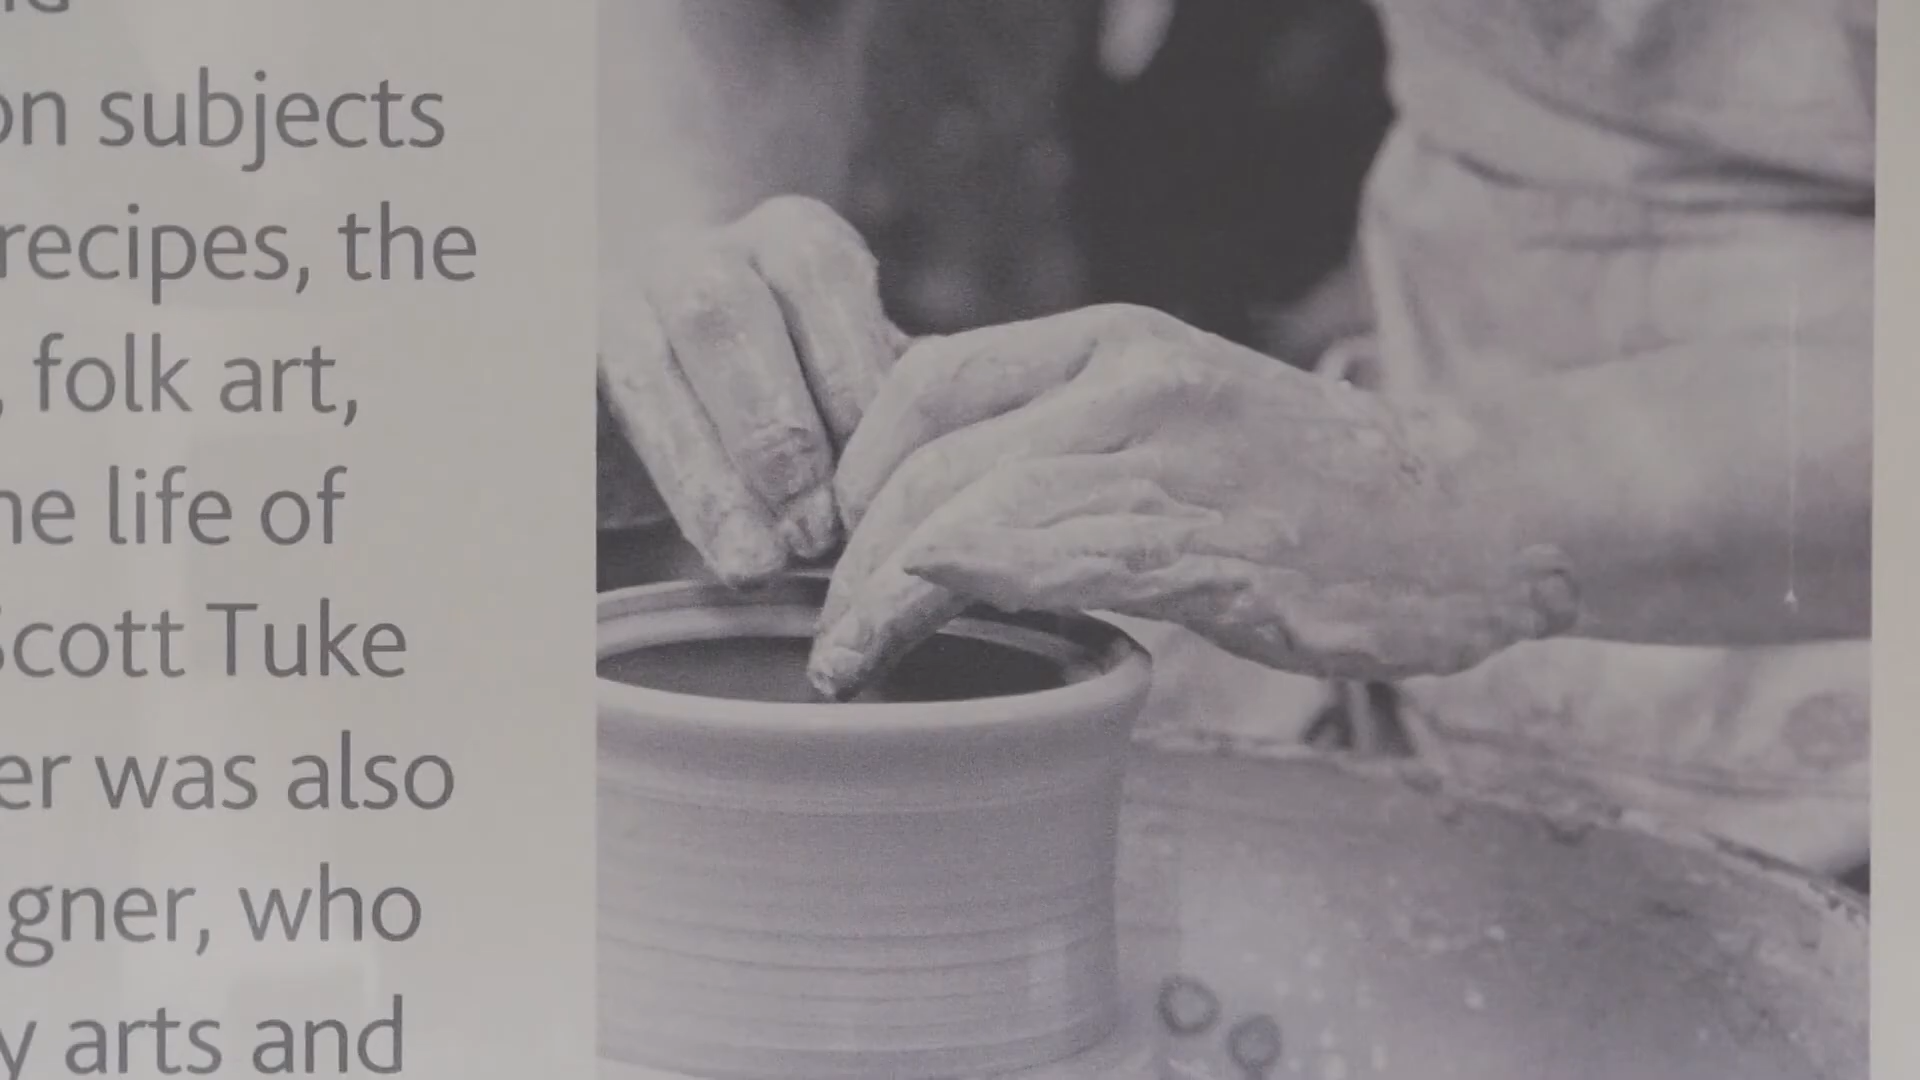 on subjects
recipes, the
, folk art,
he life of
Scott Tuke
er was also
gner, who
y arts and